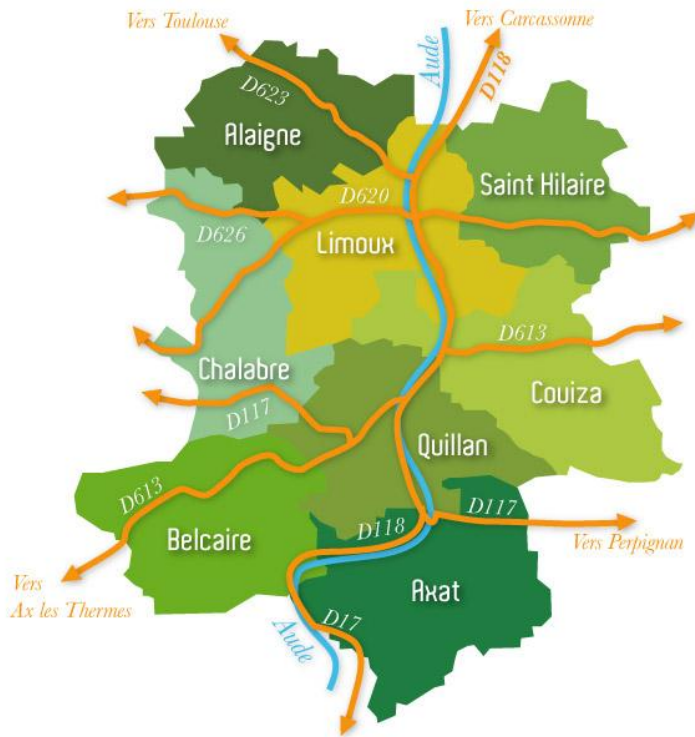 Vers Toulouse
Vers Carcassonne
Aude
D118
D623
Alaigne
Saint Hilaire
D620
D626
Limoux
D613
Chalabre
Couiza
D117
Quillan
D613
D118
D117
Belcaire
Vers Perpignan
Vers
Ax les Thermes
Axat
D17
Aude